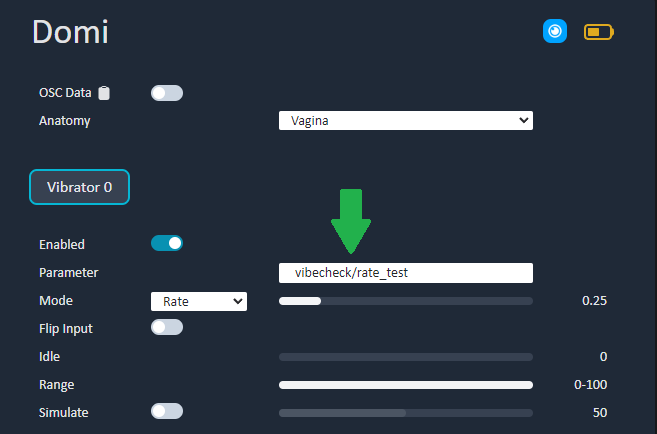 Domi
OSC Data
Anatomy Vagina
Vibrator 0
Enabled
Parameter vibecheck/rate_test
Mode Rate 0.25
Flip Input
Idle 0
Range 0-100
Simulate 50